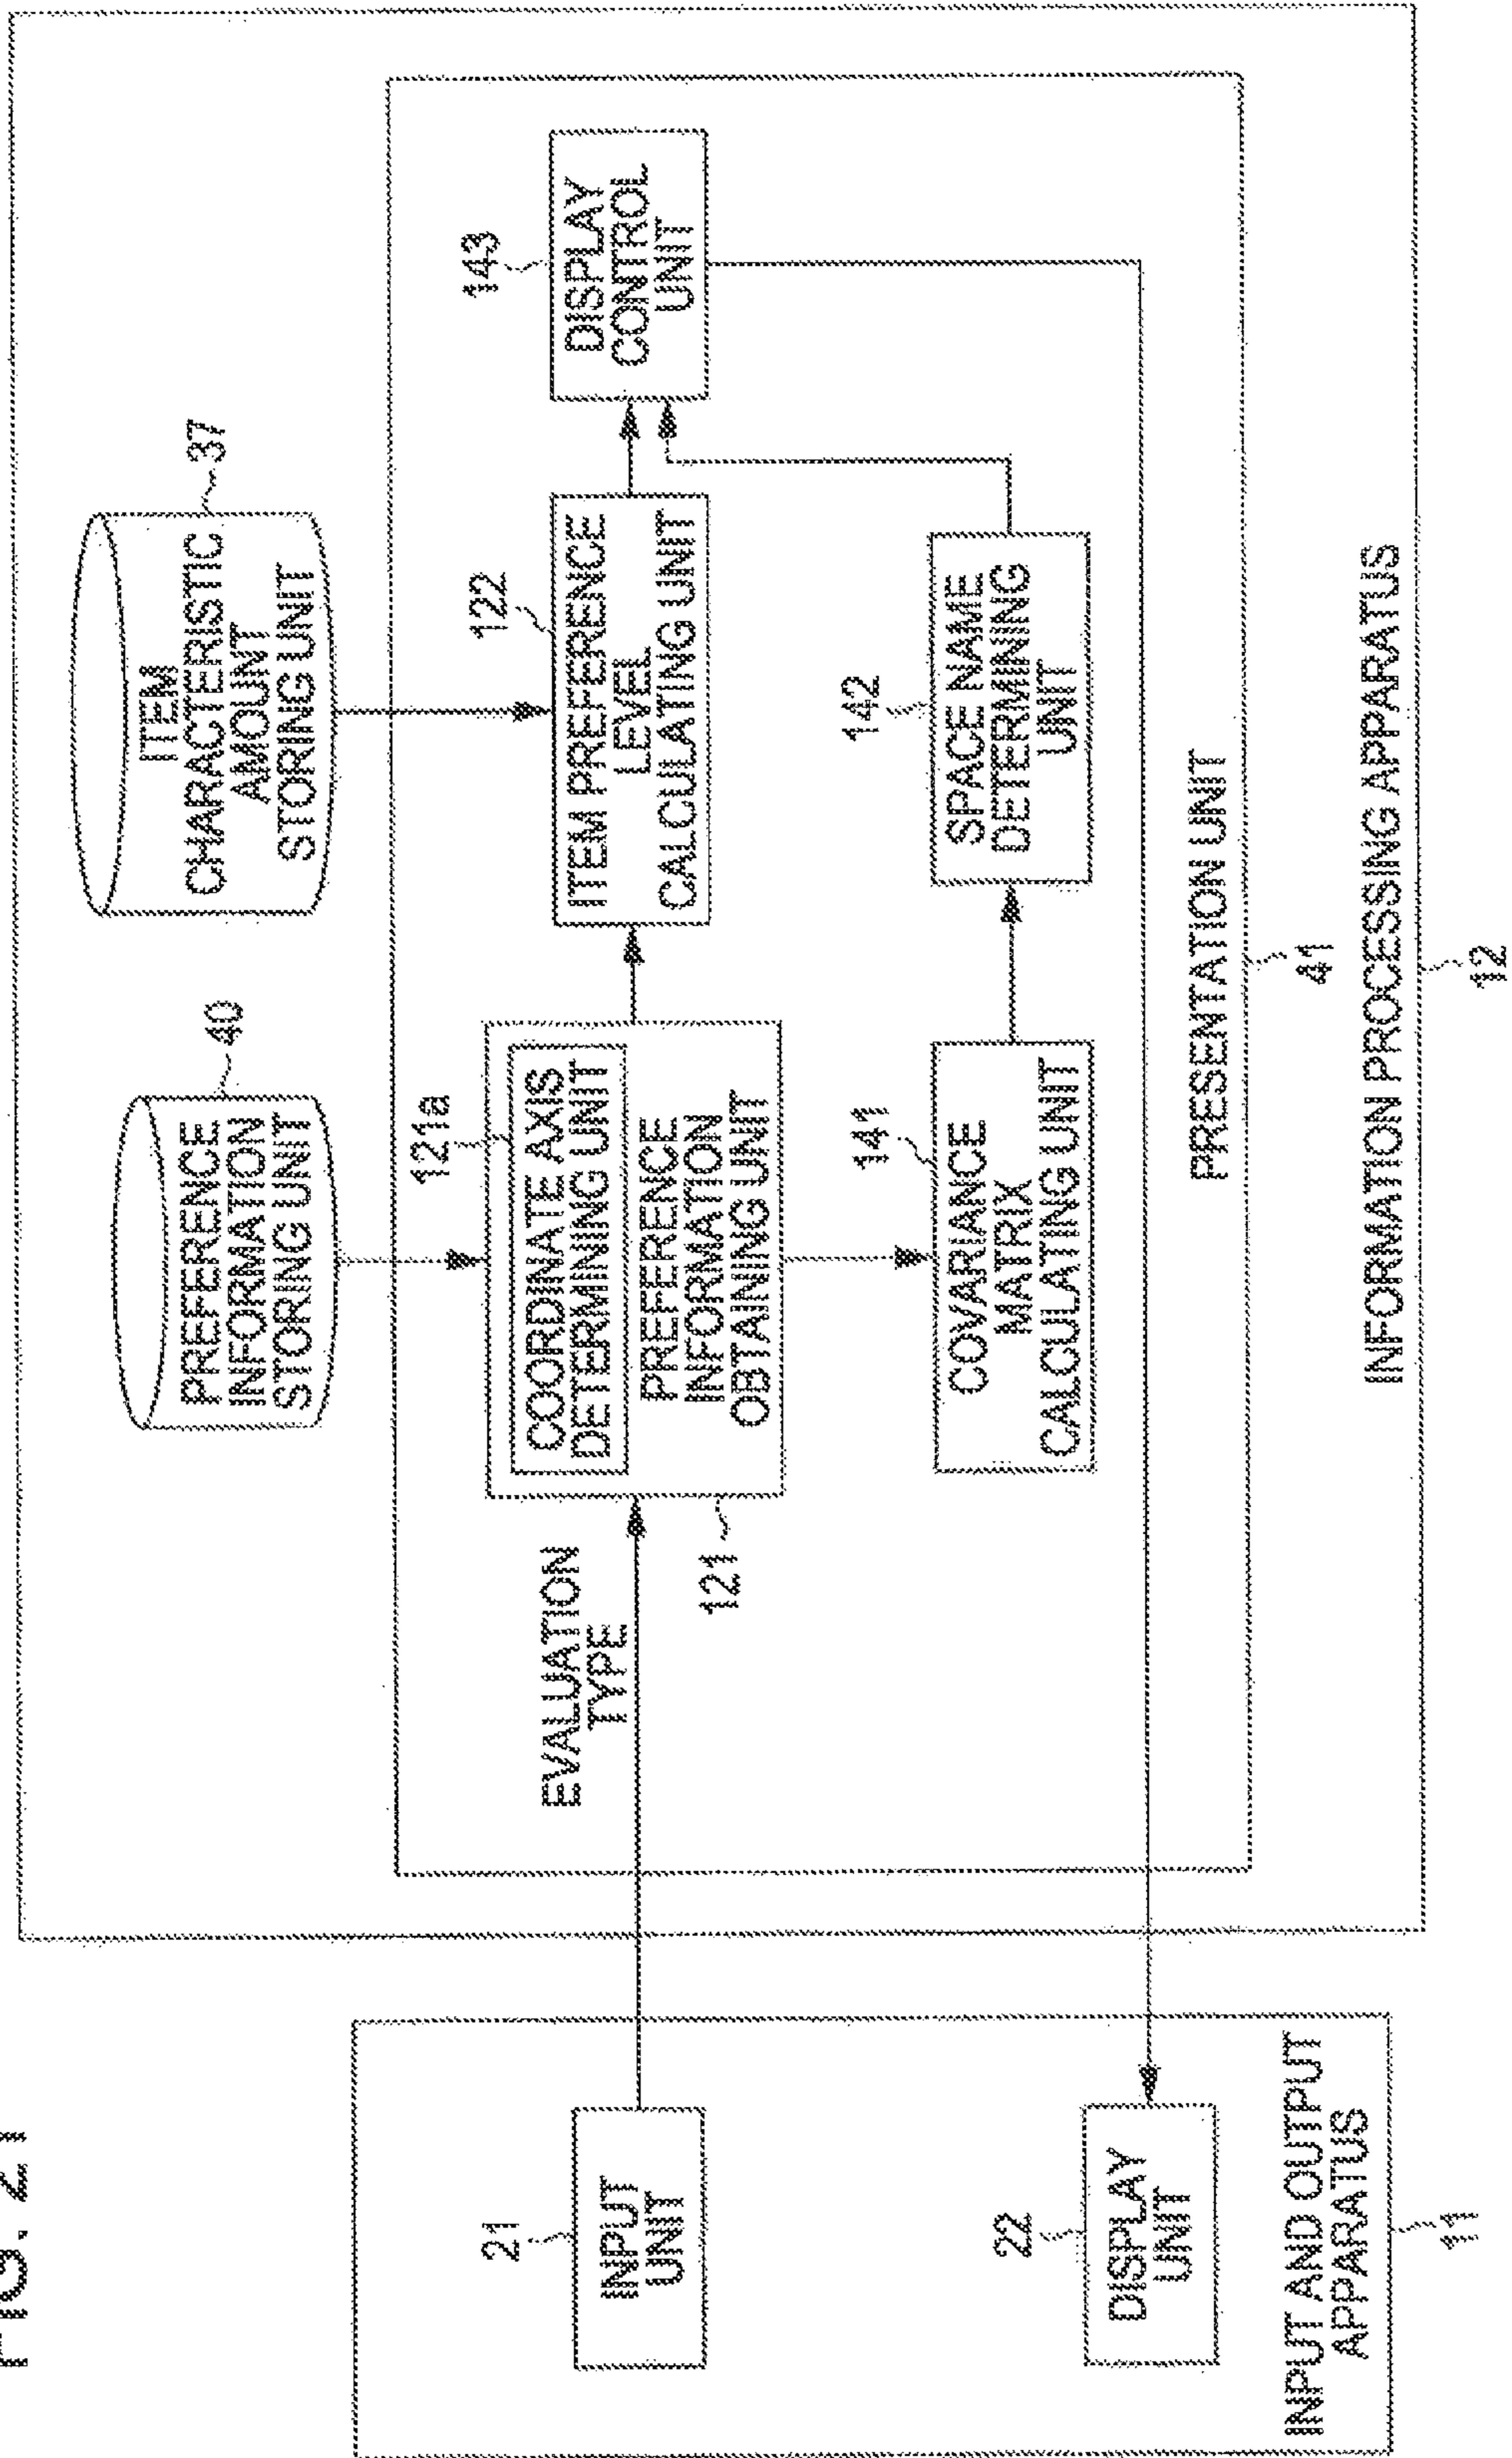 FIG. 21
PREFERENCE
INFORMATION
STORING UNIT
40
ITEM
CHARACTERISTIC
AMOUNT
STORING UNIT
37
21
INPUT
UNIT
EVALUATION
TYPE
121a
COORDINATE AXIS
DETERMINING UNIT
PREFERENCE
INFORMATION
OBTAINING UNIT
121
122
ITEM PREFERENCE
LEVEL
CALCULATING UNIT
143
DISPLAY
CONTROL
UNIT
22
DISPLAY
UNIT
141
COVARIANCE
MATRIX
CALCULATING UNIT
142
SPACE NAME
DETERMINING
UNIT
PRESENTATION UNIT
41
INPUT AND OUTPUT
APPARATUS
11
INFORMATION PROCESSING APPARATUS
12